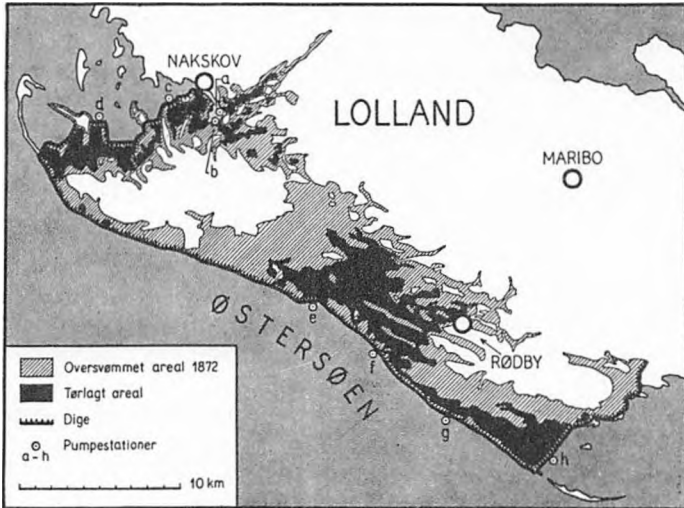 NAKSKOV
a
c
d
b
LOLLAND
MARIBO
ØSTERSØEN
e
f
RØDBY
g
h
Oversvømmet areal 1872
Tørlagt areal
Dige
Pumpestationer
a-h
10 km